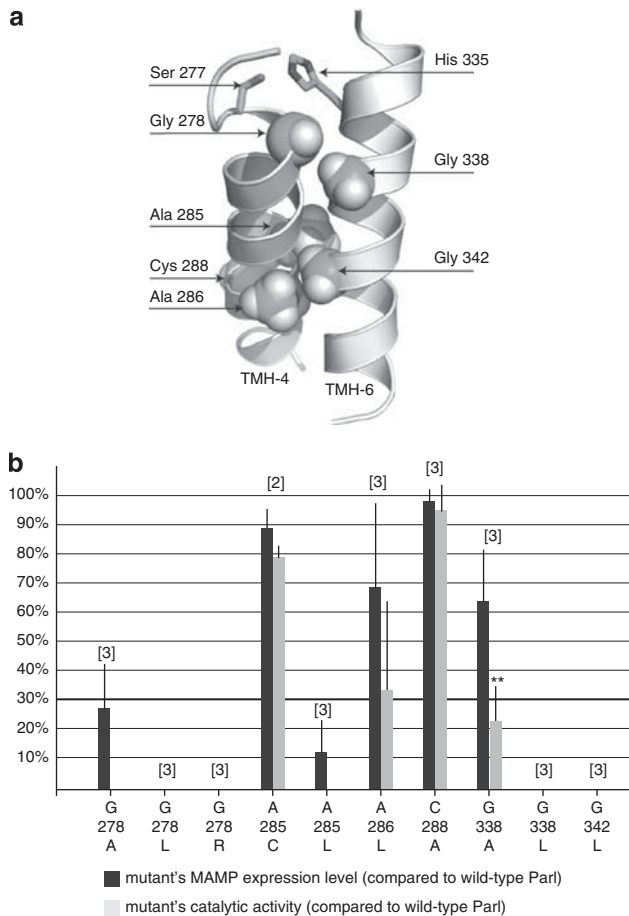 a
Ser 277
His 335
Gly 278
Gly 338
Ala 285
Cys 288
Gly 342
Ala 286
TMH-4
TMH-6
b
100%
90%
80%
70%
60%
50%
40%
30%
20%
10%
[3]
[3]
[3]
[2]
[3]
[3]
[3]
[3]
**
[3]
[3]
G G G A A A C G G G
278 278 278 285 285 286 288 338 338 342
A L R C L L A A L L
mutant's MAMP expression level (compared to wild-type Parl)
mutant's catalytic activity (compared to wild-type Parl)